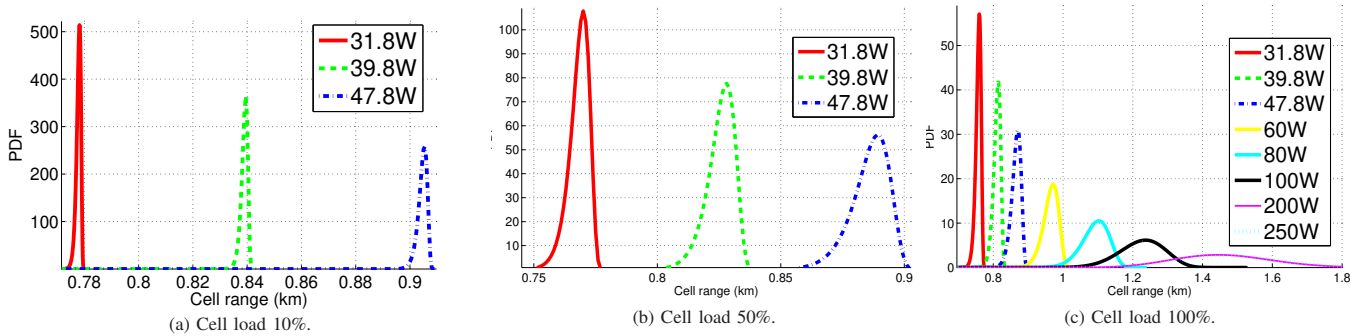 500
400
300
200
100
PDF
0.78
0.8
0.82
0.84
0.86
0.88
0.9
Cell range (km)
31.8W
39.8W
47.8W
(a) Cell load 10%.
100
90
80
70
60
50
40
30
20
10
0.75
0.8
0.85
0.9
Cell range (km)
31.8W
39.8W
47.8W
(b) Cell load 50%.
50
40
30
20
10
0
PDF
0.8
1
1.2
1.4
1.6
1.8
Cell range (km)
31.8W
39.8W
47.8W
60W
80W
100W
200W
250W
(c) Cell load 100%.